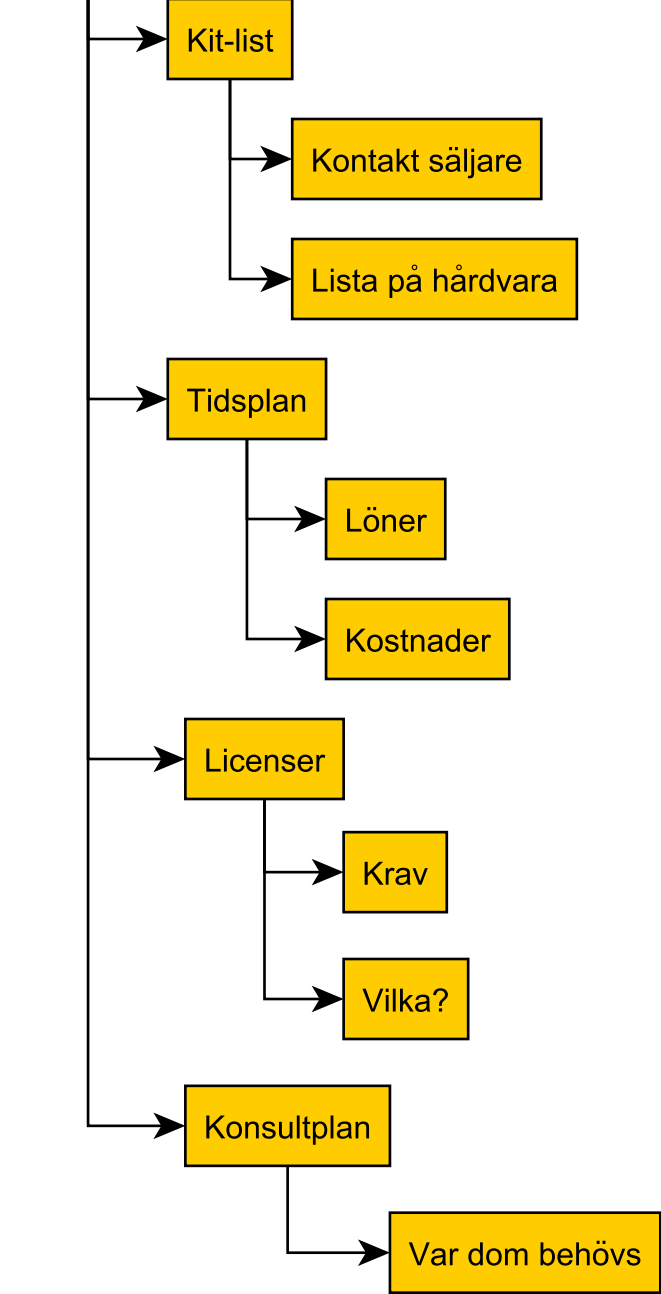 Kit-list
Kontakt säljare
Lista på hårdvara
Tidsplan
Löner
Kostnader
Licenser
Krav
Vilka?
Konsultplan
Var dom behövs